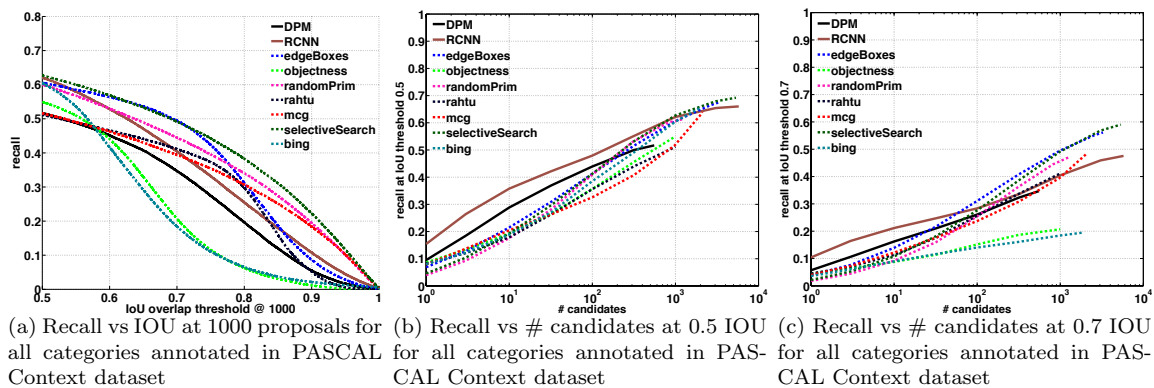 0.8
0.7
0.6
0.5
0.4
0.3
0.2
0.1
0
recall
DPM
RCNN
edgeBoxes
objectness
randomPrim
rahtu
mcg
selectiveSearch
bing
0.5 0.6 0.7 0.8 0.9 1
IoU overlap threshold @ 1000
(a) Recall vs IOU at 1000 proposals for
all categories annotated in PASCAL
Context dataset
1
0.9
0.8
0.7
0.6
0.5
0.4
0.3
0.2
0.1
0
recall at IoU threshold 0.5
DPM
RCNN
edgeBoxes
objectness
randomPrim
rahtu
mcg
selectiveSearch
bing
10^0 10^1 10^2 10^3 10^4
# candidates
(b) Recall vs # candidates at 0.5 IOU
for all categories annotated in PAS-
CAL Context dataset
1
0.9
0.8
0.7
0.6
0.5
0.4
0.3
0.2
0.1
0
recall at IoU threshold 0.7
DPM
RCNN
edgeBoxes
objectness
randomPrim
rahtu
mcg
selectiveSearch
bing
10^0 10^1 10^2 10^3 10^4
# candidates
(c) Recall vs # candidates at 0.7 IOU
for all categories annotated in PAS-
CAL Context dataset